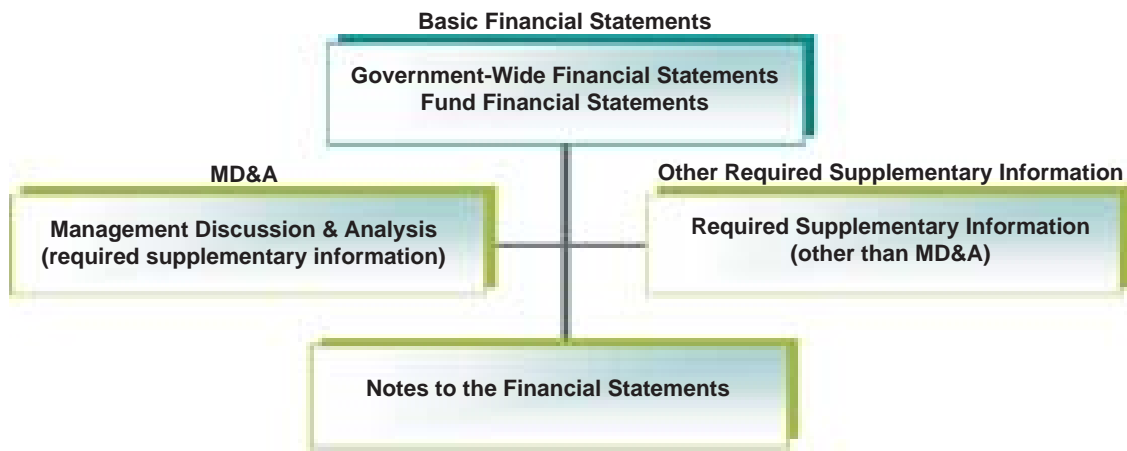 Basic Financial Statements
Government-Wide Financial Statements
Fund Financial Statements
MD&A
Management Discussion & Analysis
(required supplementary information)
Other Required Supplementary Information
Required Supplementary Information
(other than MD&A)
Notes to the Financial Statements